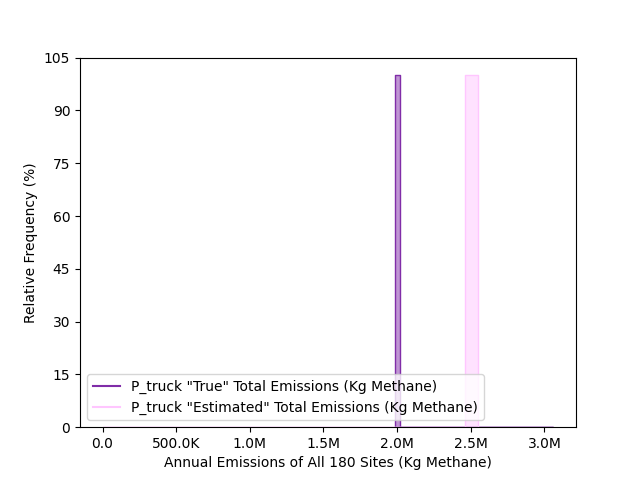 105
90
75
60
45
30
15
0
Relative Frequency (%)
P_truck "True" Total Emissions (Kg Methane)
P_truck "Estimated" Total Emissions (Kg Methane)
0.0 500.0K 1.0M 1.5M 2.0M 2.5M 3.0M
Annual Emissions of All 180 Sites (Kg Methane)